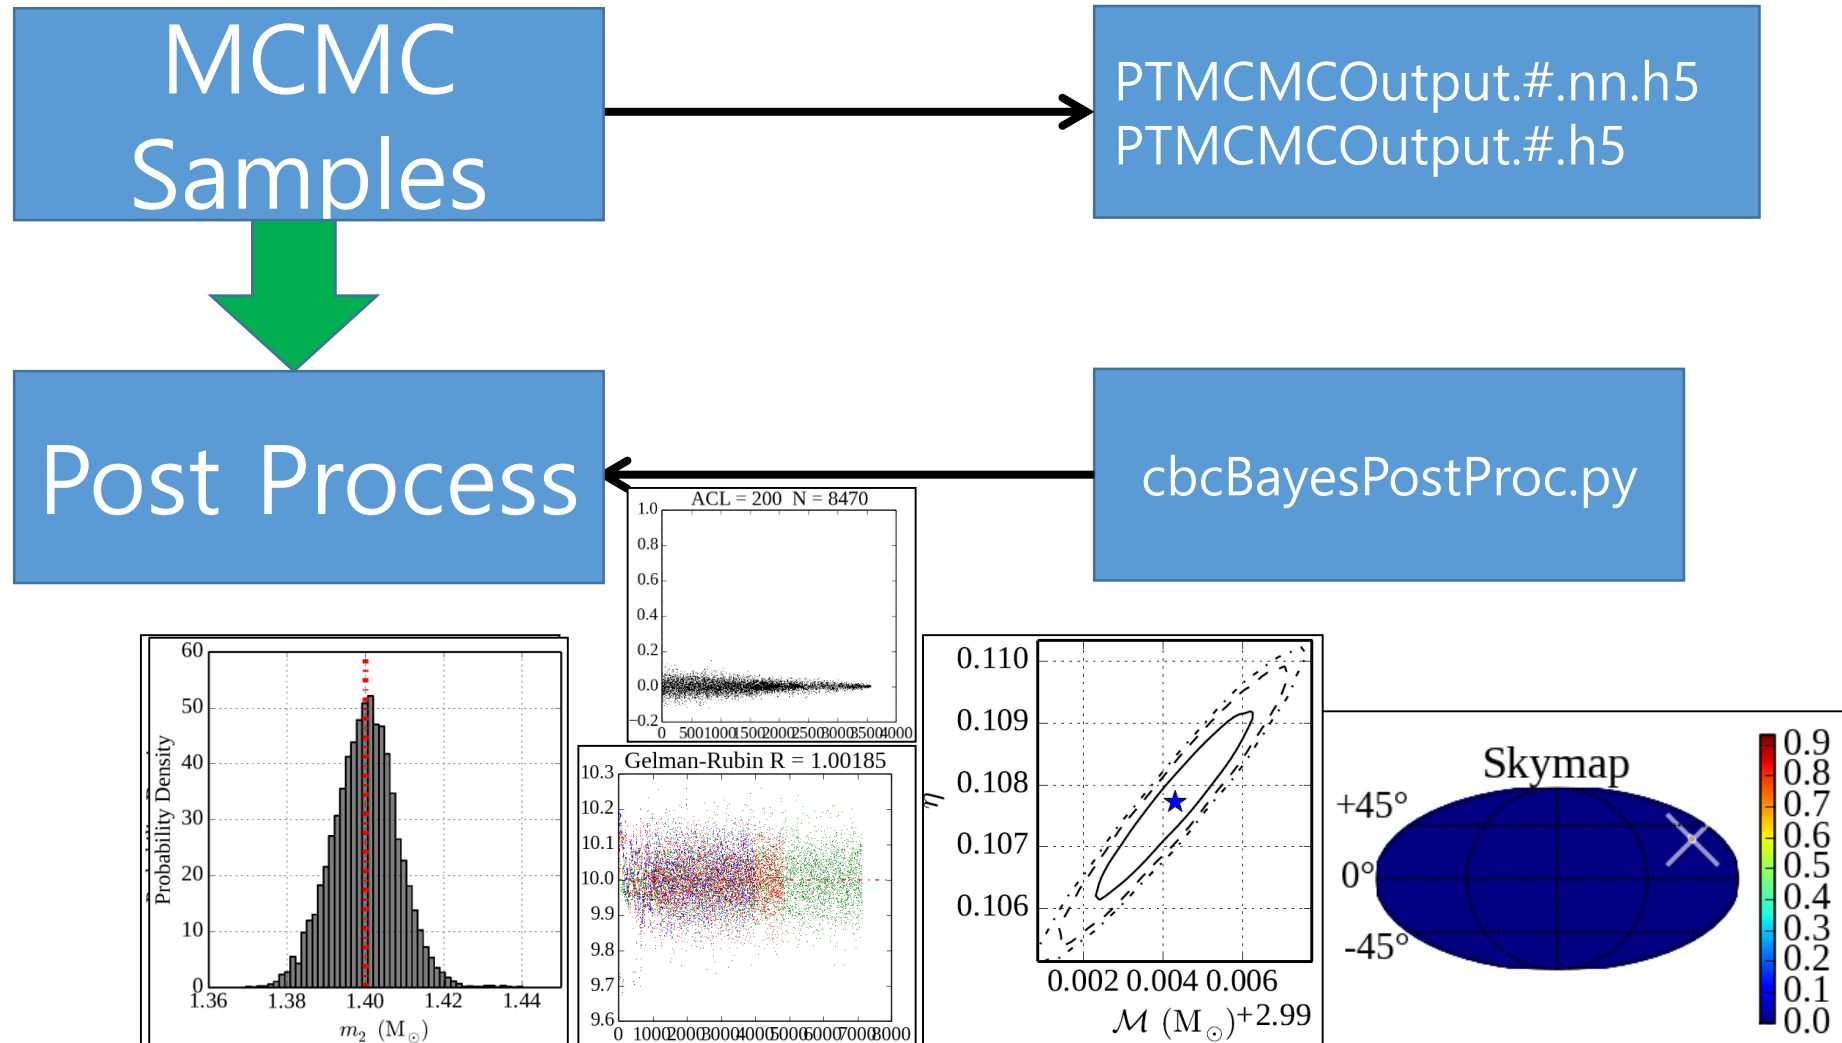 MCMC
Samples
PTMCMCOutput.#.nn.h5
PTMCMCOutput.#.h5
Post Process
cbcBayesPostProc.py
ACL = 200 N = 8470
1.0
0.8
0.6
0.4
0.2
0.0
−0.2
0 500 1000 1500 2000 2500 3000 3500 4000
60
50
40
30
20
10
0
Probability Density
1.36 1.38 1.40 1.42 1.44
m₂ (M☉)
Gelman-Rubin R = 1.00185
10.3
10.2
10.1
10.0
9.9
9.8
9.7
9.6
0 1000 2000 3000 4000 5000 6000 7000 8000
0.110
0.109
0.108
0.107
0.106
η
0.002 0.004 0.006
ℳ (M☉) +2.99
Skymap
+45°
0°
-45°
0.9
0.8
0.7
0.6
0.5
0.4
0.3
0.2
0.1
0.0